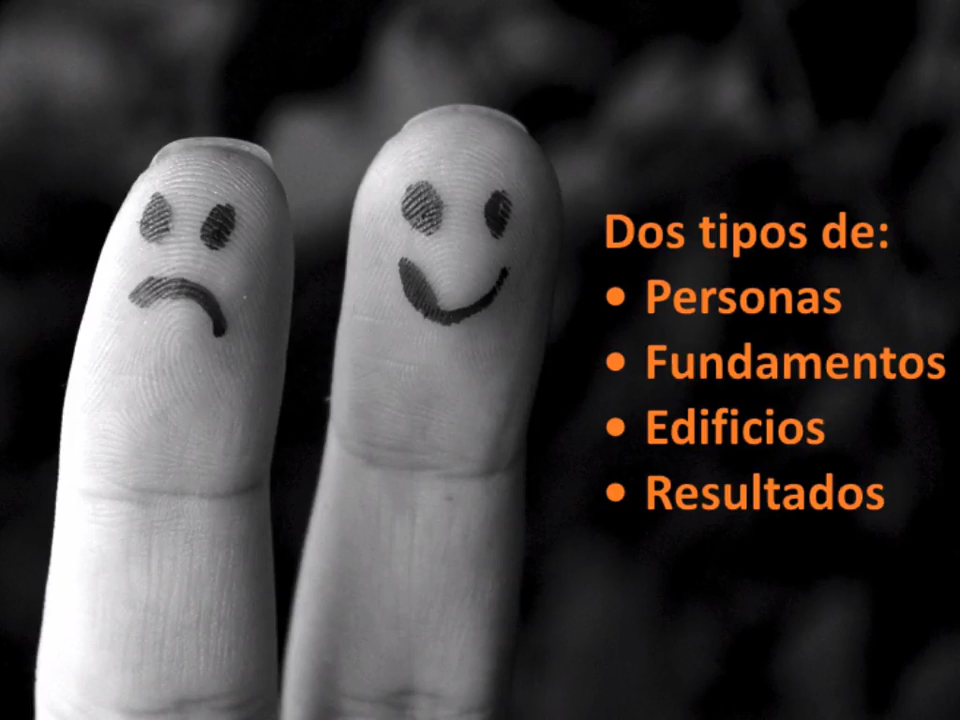 Dos tipos de:
• Personas
• Fundamentos
• Edificios
• Resultados